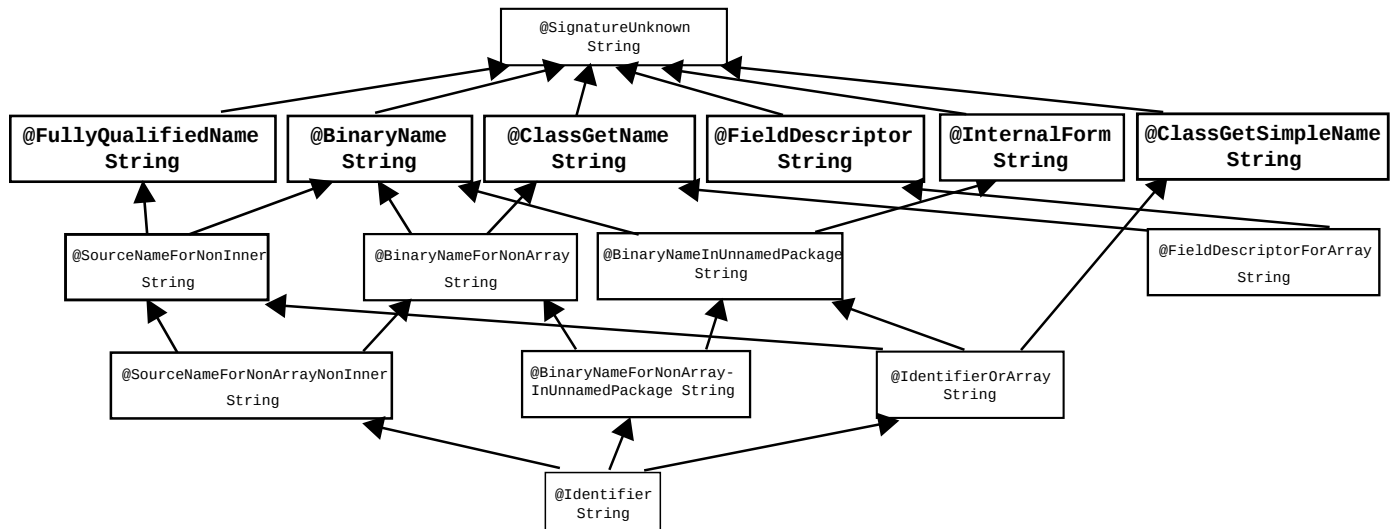 @SignatureUnknown
String
@FullyQualifiedName
String
@BinaryName
String
@ClassGetName
String
@FieldDescriptor
String
@InternalForm
String
@ClassGetSimpleName
String
@SourceNameForNonInner
String
@BinaryNameForNonArray
String
@BinaryNameInUnnamedPackage
String
@FieldDescriptorForArray
String
@SourceNameForNonArrayNonInner
String
@BinaryNameForNonArray-
InUnnamedPackage String
@IdentifierOrArray
String
@Identifier
String